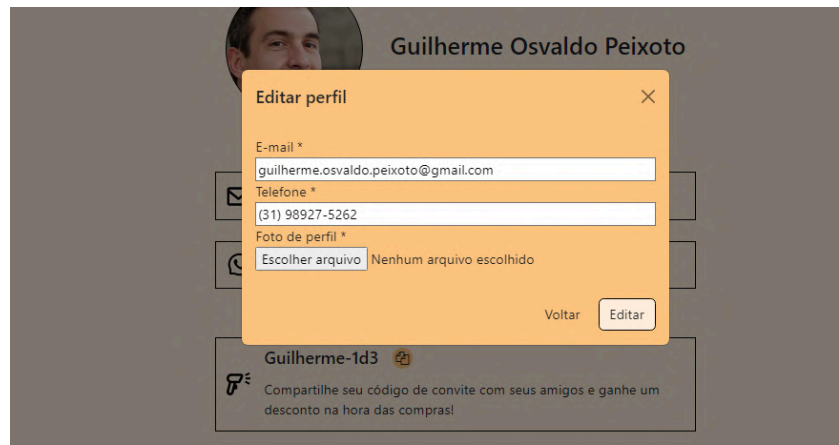 Guilherme Osvaldo Peixoto
Editar perfil
E-mail *
guilherme.osvaldo.peixoto@gmail.com
Telefone *
(31) 98927-5262
Foto de perfil *
Escolher arquivo Nenhum arquivo escolhido
Voltar Editar
Guilherme-1d3
Compartilhe seu código de convite com seus amigos e ganhe um
desconto na hora das compras!